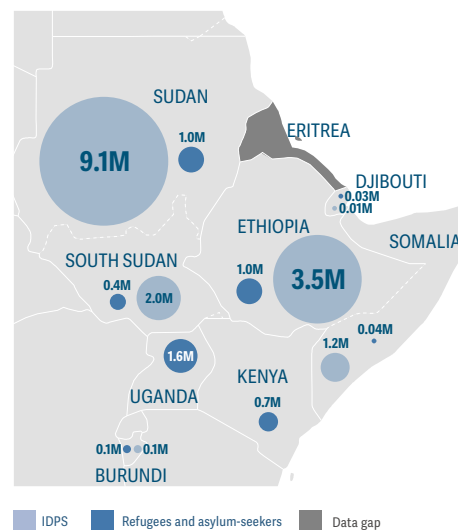 SUDAN
1.0M
9.1M
ERITREA
DJIBOUTI
0.03M
0.01M
ETHIOPIA
SOMALIA
SOUTH SUDAN
1.0M
3.5M
0.4M
2.0M
0.04M
1.2M
1.6M
KENYA
UGANDA
0.7M
0.1M 0.1M
BURUNDI
IDPS Refugees and asylum-seekers Data gap